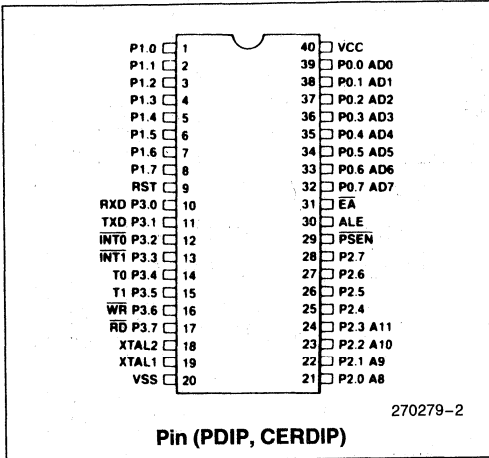 P1.0 1 40 VCC
P1.1 2 39 P0.0 AD0
P1.2 3 38 P0.1 AD1
P1.3 4 37 P0.2 AD2
P1.4 5 36 P0.3 AD3
P1.5 6 35 P0.4 AD4
P1.6 7 34 P0.5 AD5
P1.7 8 33 P0.6 AD6
RST 9 32 P0.7 AD7
RXD P3.0 10 31 E̅A̅
TXD P3.1 11 30 ALE
I̅N̅T̅0̅ P3.2 12 29 P̅S̅E̅N̅
I̅N̅T̅1̅ P3.3 13 28 P2.7
T0 P3.4 14 27 P2.6
T1 P3.5 15 26 P2.5
W̅R̅ P3.6 16 25 P2.4
R̅D̅ P3.7 17 24 P2.3 A11
XTAL2 18 23 P2.2 A10
XTAL1 19 22 P2.1 A9
VSS 20 21 P2.0 A8
270279–2
Pin (PDIP, CERDIP)